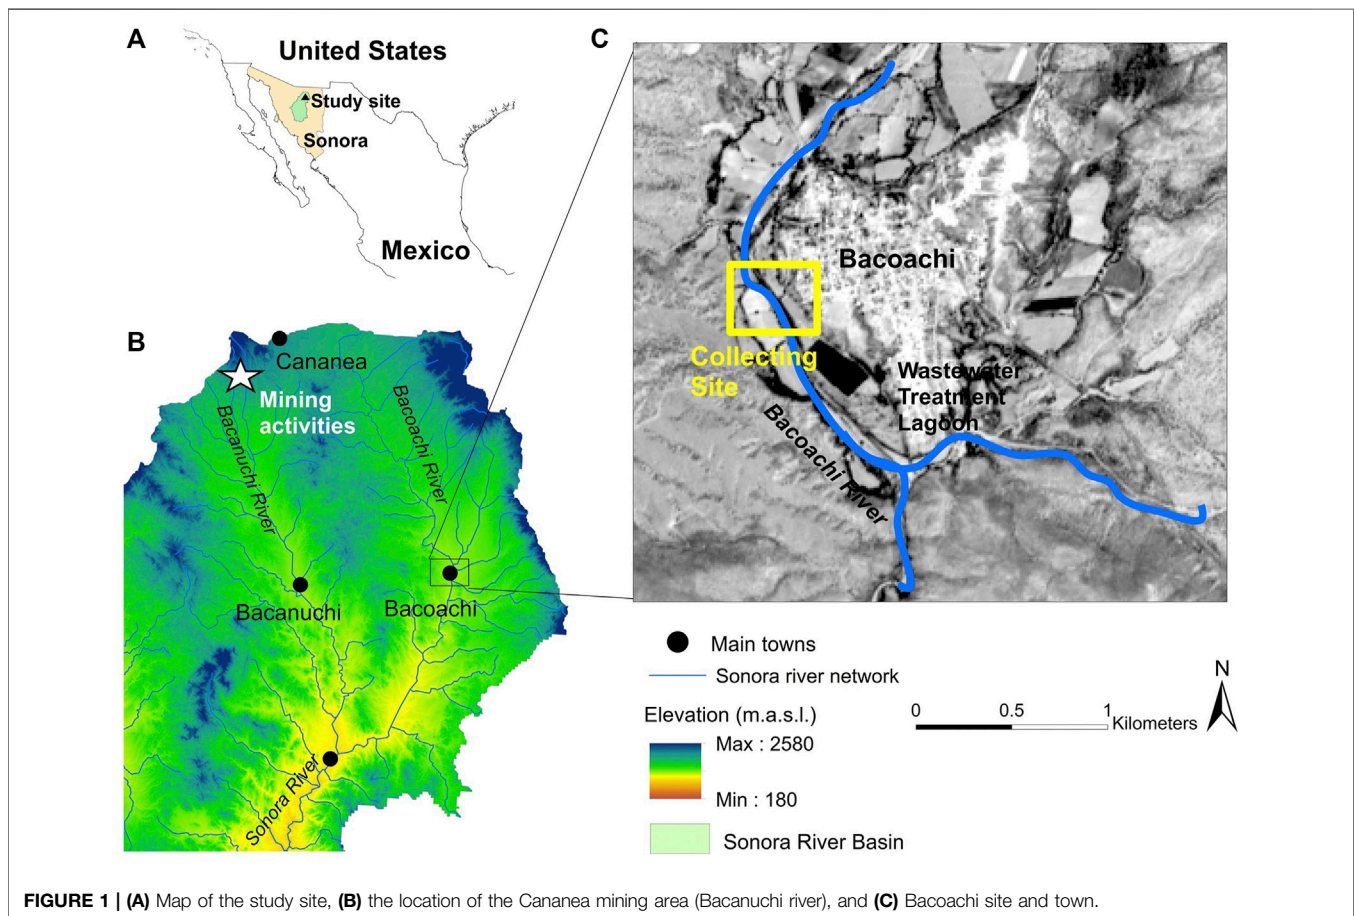 A
United States
Study site
Sonora
Mexico
B
Cananea
Mining
activities
Bacanuchi River
Bacoachi River
Bacanuchi
Bacoachi
Sonora River
C
Bacoachi
Collecting
Site
Wastewater
Treatment
Lagoon
Bacoachi River
Main towns
Sonora river network
Elevation (m.a.s.l.)
Max : 2580
Min : 180
Sonora River Basin
0 0.5 1 Kilometers
N
FIGURE 1 | (A) Map of the study site, (B) the location of the Cananea mining area (Bacanuchi river), and (C) Bacoachi site and town.